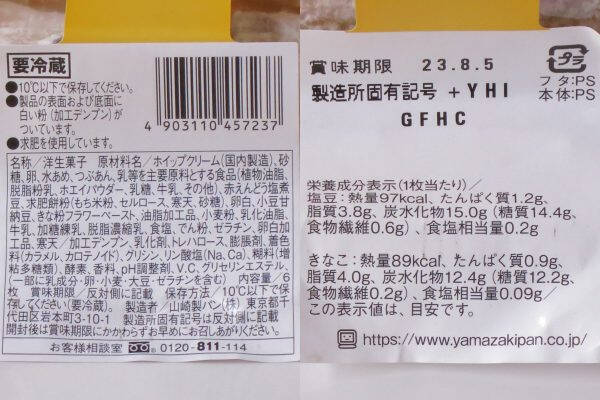 要冷蔵
●10℃以下で保存してください。
●製品の表面および底面に
白い粉(加工デンプン)が
ついています。
●求肥を使用しています。
4903110457237
名称/洋生菓子 原材料名/ホイップクリーム(国内製造)、砂
糖、卵、水あめ、つぶあん、乳等を主要原料とする食品(植物油脂、
脱脂粉乳、ホエイパウダー、乳糖、牛乳、その他)、赤えんどう塩煮
豆、求肥餅粉(もち米粉、セルロース、寒天、砂糖)、卵白、小豆甘
納豆、きな粉フラワーペースト、油脂加工品、小麦粉、乳化油脂、
牛乳、加糖練乳、脱脂濃縮乳、食塩、でん粉、ゼラチン、卵白加
工品、寒天/加工デンプン、乳化剤、トレハロース、膨脹剤、着色
料(カラメル、カロテノイド)、グリシン、リン酸塩(Na、Ca)、糊料(増
粘多糖類)、酵素、香料、pH調整剤、V.C、グリセリンエステル、
(一部に乳成分・卵・小麦・大豆・ゼラチンを含む) 内容量/6
枚 賞味期限/反対側に記載 保存方法/10℃以下で保
存してください(要冷蔵)。 製造者/山崎製パン(株) 東京都千
代田区岩本町3-10-1 製造所固有記号は反対側に記載
開封後は賞味期限にかかわらずお早めにお召しあがりください。
お客様相談室 0120-811-114
賞味期限 23.8.5
製造所固有記号 +YHI
GFHC
プラ
フタ:PS
本体:PS
栄養成分表示(1枚当たり)/
塩豆:熱量97kcal、たんぱく質1.2g、
脂質3.8g、炭水化物15.0g(糖質14.4g、
食物繊維0.6g)、食塩相当量0.2g
きなこ:熱量89kcal、たんぱく質0.9g、
脂質4.0g、炭水化物12.4g(糖質12.2g、
食物繊維0.2g)、食塩相当量0.09g/
この表示値は、目安です。
https://www.yamazakipan.co.jp/